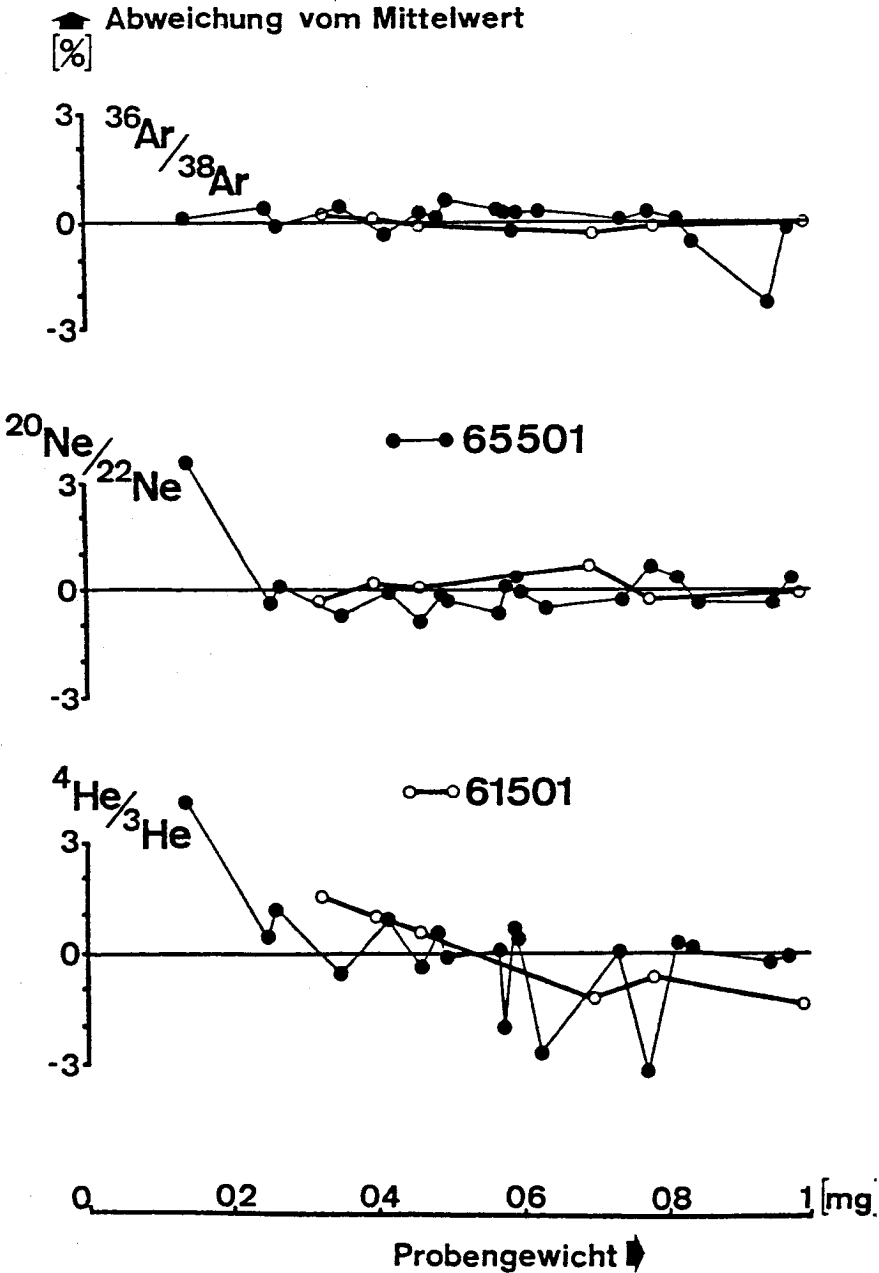 Abweichung vom Mittelwert
[%]
3
36Ar/38Ar
0
-3
20Ne/22Ne
65501
3
0
-3
4He/3He
61501
3
0
-3
0 02 04 06 08 1 [mg]
Probengewicht